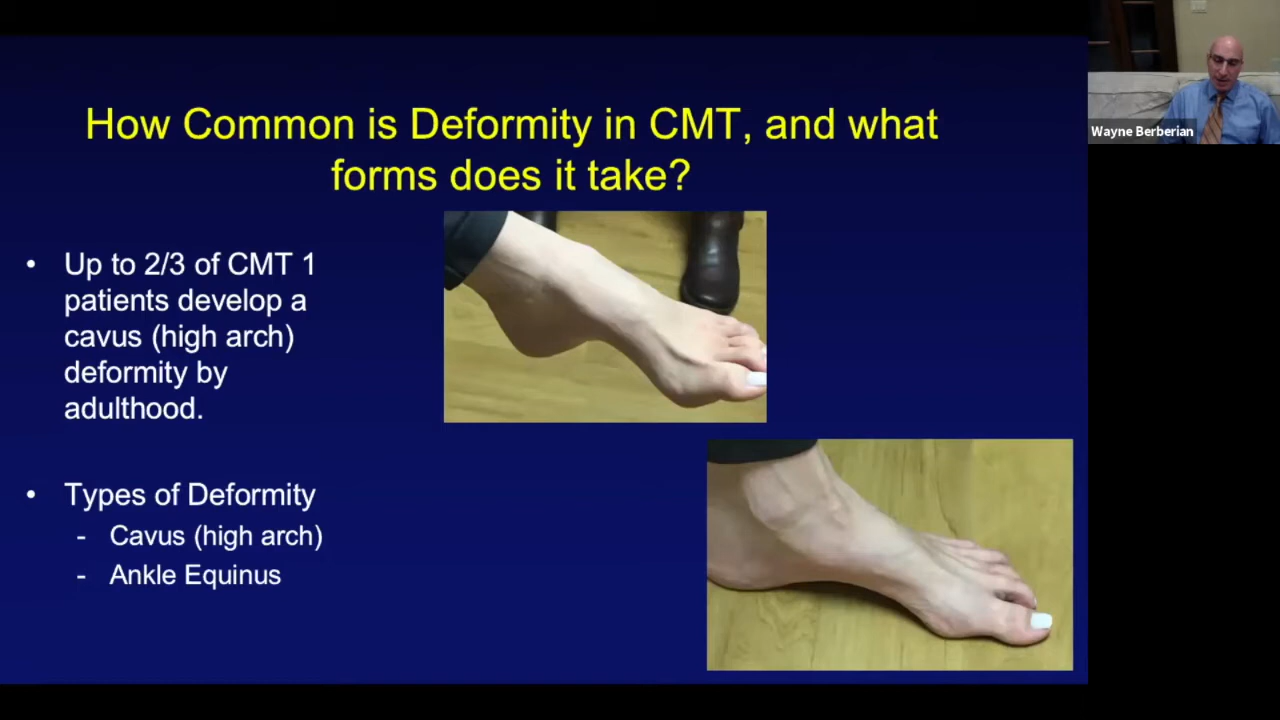 How Common is Deformity in CMT, and what
forms does it take?
• Up to 2/3 of CMT 1
patients develop a
cavus (high arch)
deformity by
adulthood.
• Types of Deformity
- Cavus (high arch)
- Ankle Equinus
Wayne Berberian